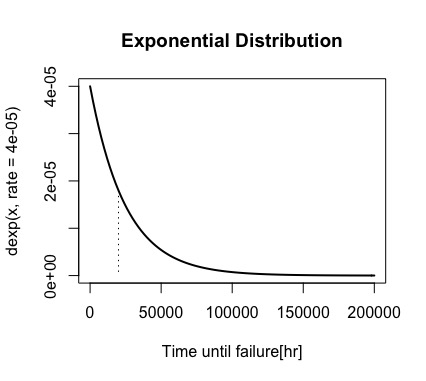 Exponential Distribution
dexp(x, rate = 4e-05)
4e-05
2e-05
0e+00
0 50000 100000 150000 200000
Time until failure[hr]